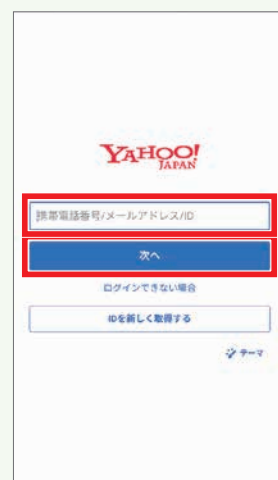 YAHOO!
JAPAN
携帯電話番号/メールアドレス/ID
次へ
ログインできない場合
IDを新しく取得する
テーマ